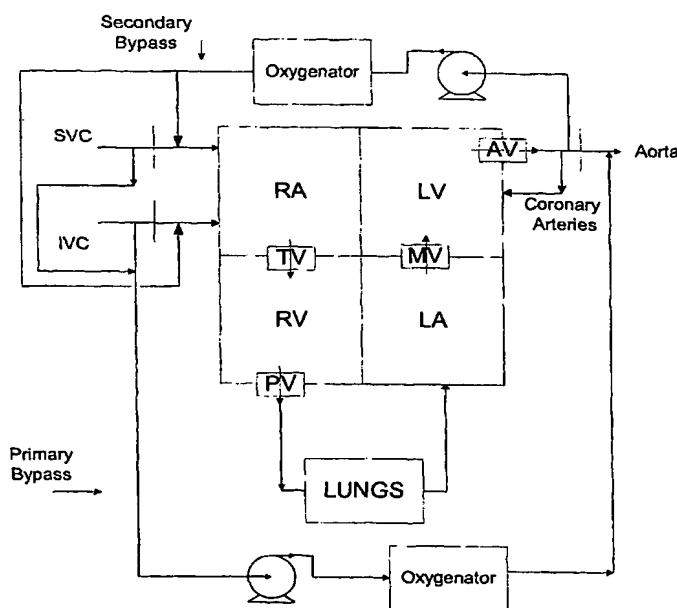 Secondary
Bypass
Oxygenator
SVC
AV
Aorta
RA
LV
Coronary
Arteries
IVC
TV
MV
RV
LA
PV
Primary
Bypass
LUNGS
Oxygenator